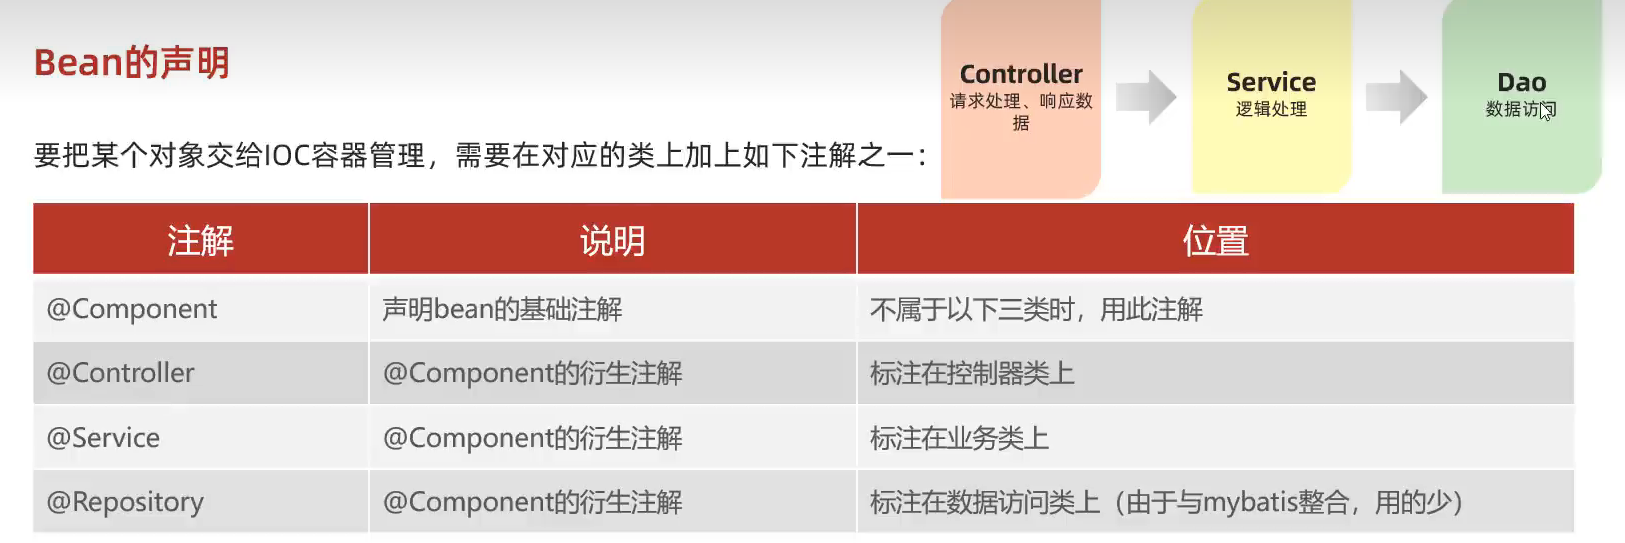 Bean的声明
Controller
请求处理、响应数
据
Service
逻辑处理
Dao
数据访问
要把某个对象交给IOC容器管理，需要在对应的类上加上如下注解之一：
注解 说明 位置
@Component 声明bean的基础注解 不属于以下三类时，用此注解
@Controller @Component的衍生注解 标注在控制器类上
@Service @Component的衍生注解 标注在业务类上
@Repository @Component的衍生注解 标注在数据访问类上（由于与mybatis整合，用的少）